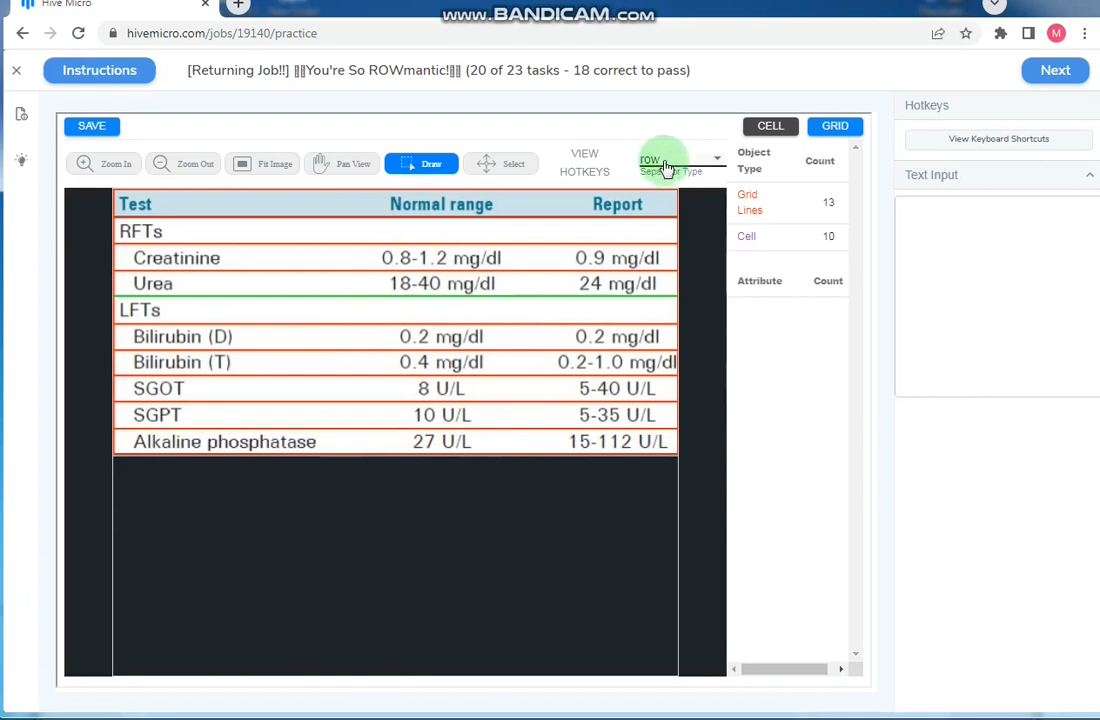 Hive Micro
www.BANDICAM.com
hivemicro.com/jobs/19140/practice
M
Instructions
[Returning Job!!] You're So ROWmantic! (20 of 23 tasks - 18 correct to pass)
Next
SAVE
CELL
GRID
Hotkeys
View Keyboard Shortcuts
Text Input
Zoom In
Zoom Out
Fit Image
Pan View
Draw
Select
VIEW HOTKEYS
row
Type
Object Type Count
Grid Lines 13
Cell 10
Attribute Count
Test Normal range Report
RFTs
Creatinine 0.8-1.2 mg/dl 0.9 mg/dl
Urea 18-40 mg/dl 24 mg/dl
LFTs
Bilirubin (D) 0.2 mg/dl 0.2 mg/dl
Bilirubin (T) 0.4 mg/dl 0.2-1.0 mg/dl
SGOT 8 U/L 5-40 U/L
SGPT 10 U/L 5-35 U/L
Alkaline phosphatase 27 U/L 15-112 U/L